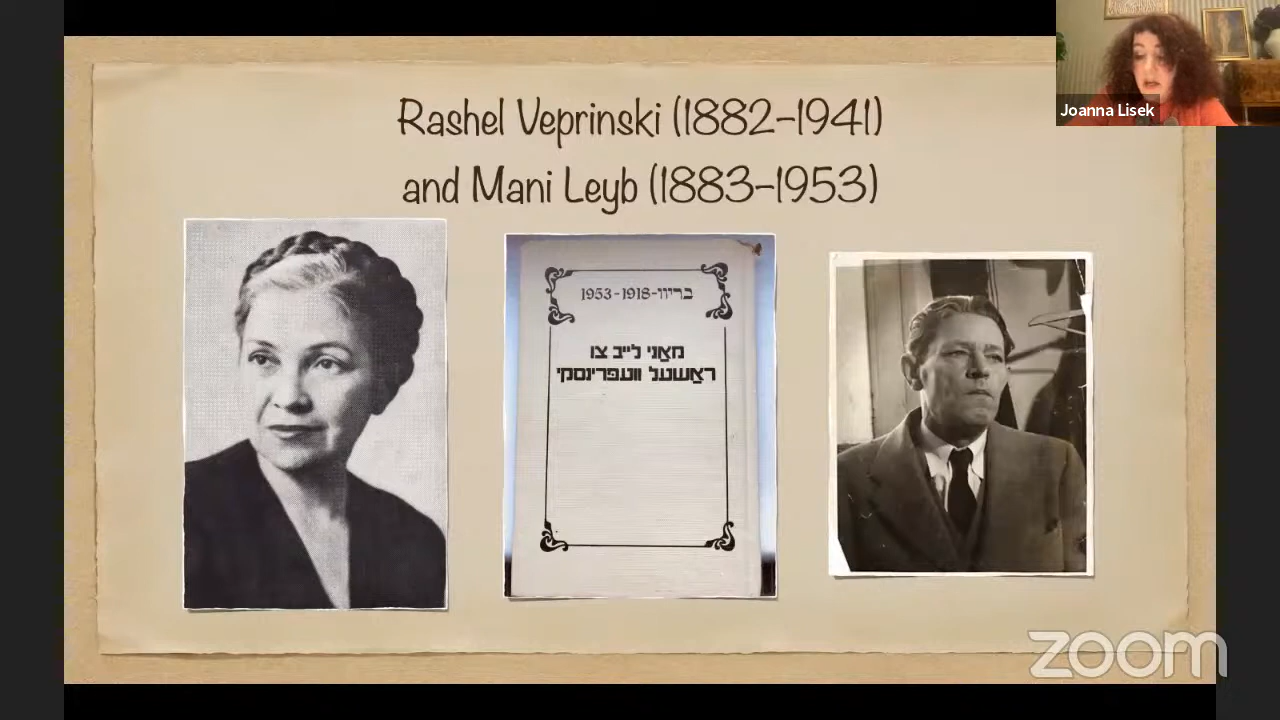 Rashel Veprinski (1882-1941)
and Mani Leyb (1883-1953)
Joanna Lisek
בריוו-1918-1953
מאַני לייב צו
ראַשעל וועפּרינסקי
zoom